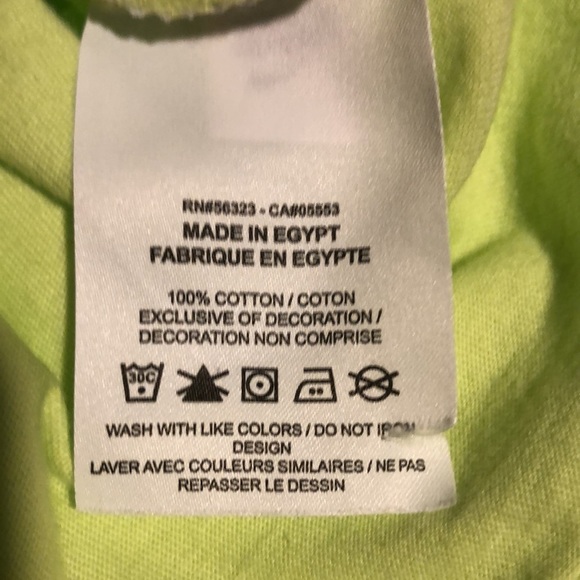 RN#56323 - CA#05553
MADE IN EGYPT
FABRIQUE EN EGYPTE
100% COTTON / COTON
EXCLUSIVE OF DECORATION /
DECORATION NON COMPRISE
30C
WASH WITH LIKE COLORS / DO NOT IRON
DESIGN
LAVER AVEC COULEURS SIMILAIRES / NE PAS
REPASSER LE DESSIN